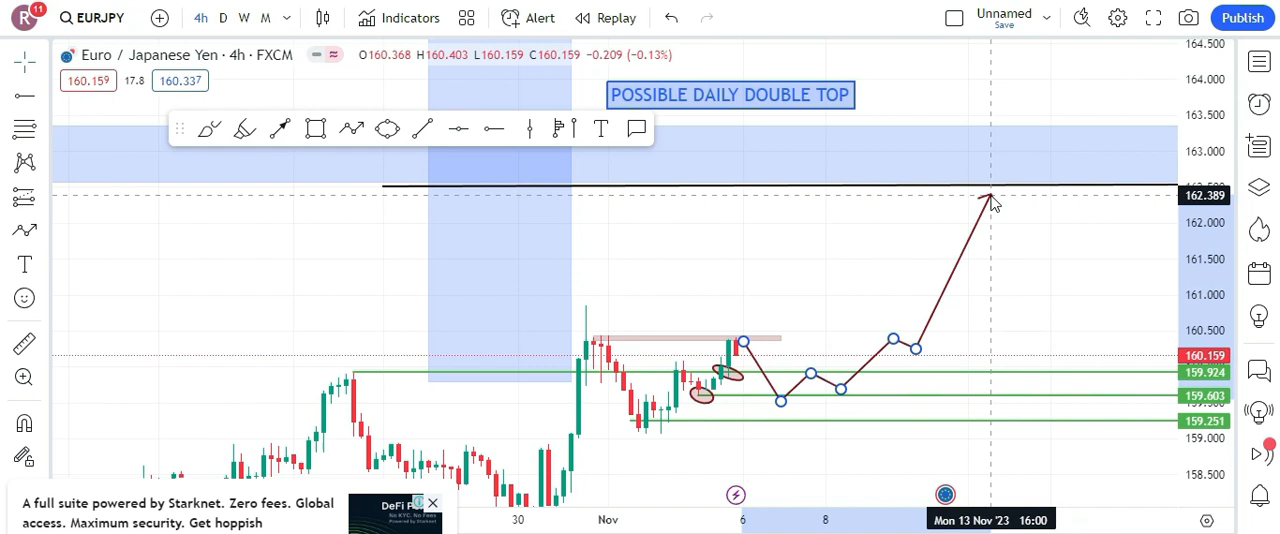 R 11
EURJPY
4h D W M
Indicators
Alert
Replay
Unnamed
Save
Publish
Euro / Japanese Yen · 4h · FXCM
O160.368 H160.403 L160.159 C160.159 −0.209 (−0.13%)
160.159 17.8 160.337
POSSIBLE DAILY DOUBLE TOP
164.500
164.000
163.500
163.000
162.389
162.000
161.500
161.000
160.500
160.159
159.924
159.603
159.251
159.000
158.500
A full suite powered by Starknet. Zero fees. Global
access. Maximum security. Get hoppish
30 Nov 6 8
Mon 13 Nov '23 16:00